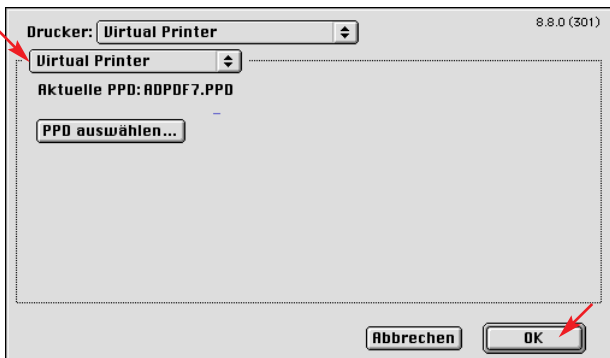 8.8.0 (301)
Drucker: Virtual Printer
Virtual Printer
Aktuelle PPD: ADPDF7.PPD
PPD auswählen...
Abbrechen
OK